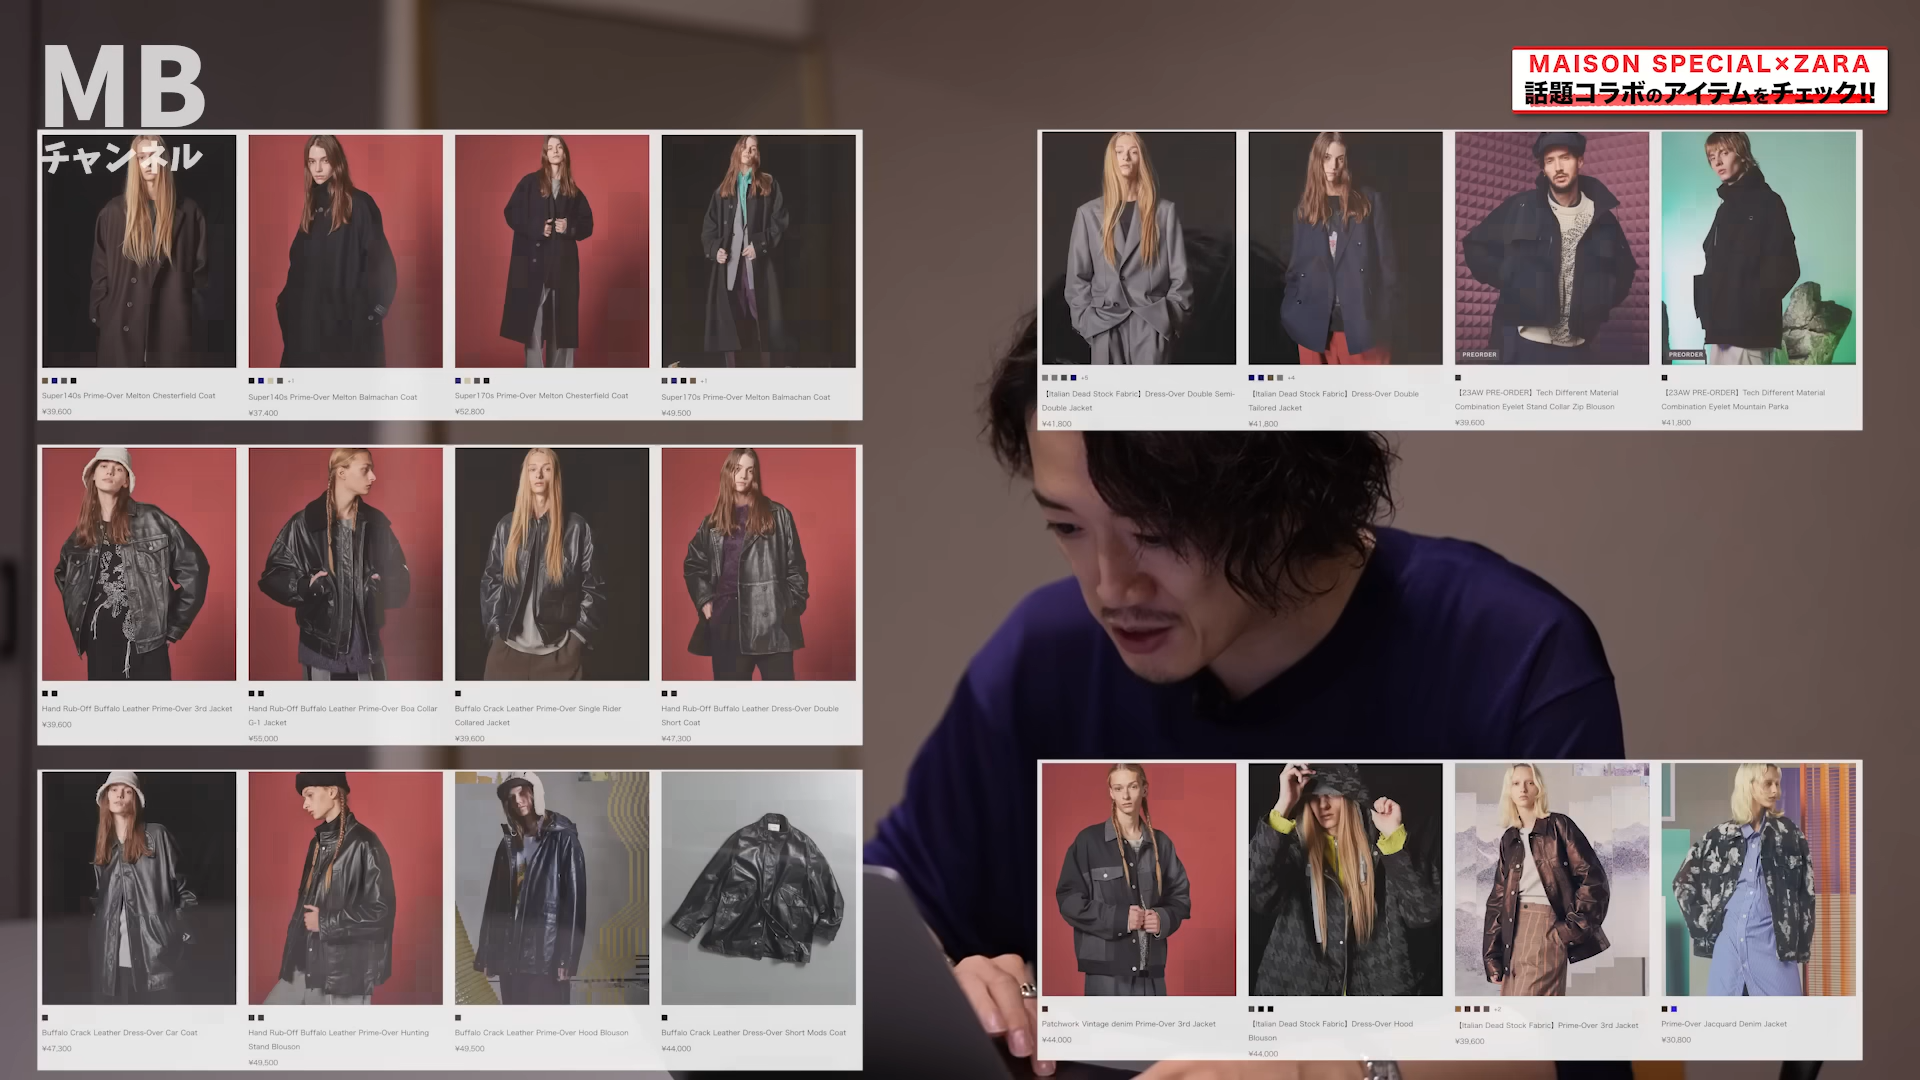 MB
チャンネル
MAISON SPECIAL×ZARA
話題コラボのアイテムをチェック!!
+1
+1
Super140s Prime-Over Melton Chesterfield Coat
¥39,600
Super140s Prime-Over Melton Balmachan Coat
¥37,400
Super170s Prime-Over Melton Chesterfield Coat
¥52,800
Super170s Prime-Over Melton Balmachan Coat
¥49,500
PREORDER
PREORDER
+5
+4
【Italian Dead Stock Fabric】Dress-Over Double Semi-
Double Jacket
¥41,800
【Italian Dead Stock Fabric】Dress-Over Double
Tailored Jacket
¥41,800
【23AW PRE-ORDER】Tech Different Material
Combination Eyelet Stand Collar Zip Blouson
¥39,600
【23AW PRE-ORDER】Tech Different Material
Combination Eyelet Mountain Parka
¥41,800
Hand Rub-Off Buffalo Leather Prime-Over 3rd Jacket
¥39,600
Hand Rub-Off Buffalo Leather Prime-Over Boa Collar
G-1 Jacket
¥55,000
Buffalo Crack Leather Prime-Over Single Rider
Collared Jacket
¥39,600
Hand Rub-Off Buffalo Leather Dress-Over Double
Short Coat
¥47,300
Buffalo Crack Leather Dress-Over Car Coat
¥47,300
Hand Rub-Off Buffalo Leather Prime-Over Hunting
Stand Blouson
¥49,500
Buffalo Crack Leather Prime-Over Hood Blouson
¥49,500
Buffalo Crack Leather Dress-Over Short Mods Coat
¥44,000
Patchwork Vintage denim Prime-Over 3rd Jacket
¥44,000
【Italian Dead Stock Fabric】Dress-Over Hood
Blouson
¥44,000
+2
【Italian Dead Stock Fabric】Prime-Over 3rd Jacket
¥39,600
Prime-Over Jacquard Denim Jacket
¥30,800